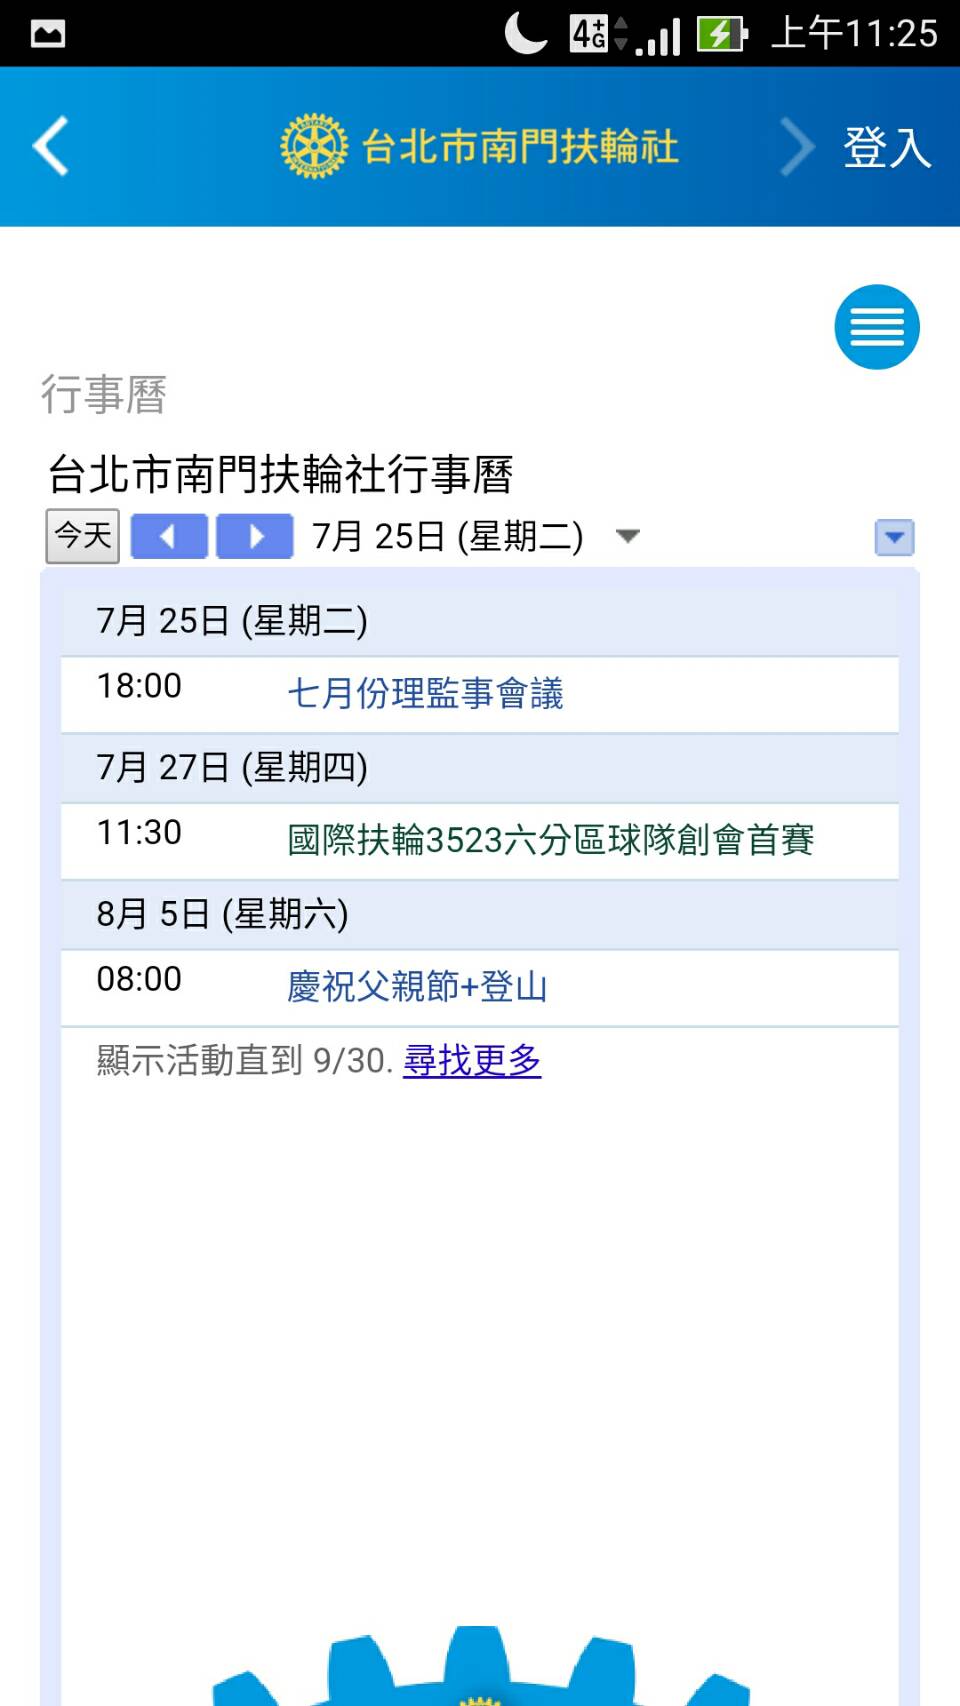 4G+ 上午11:25
台北市南門扶輪社 登入
行事曆
台北市南門扶輪社行事曆
今天 7月 25日 (星期二)
7月 25日 (星期二)
18:00 七月份理監事會議
7月 27日 (星期四)
11:30 國際扶輪3523六分區球隊創會首賽
8月 5日 (星期六)
08:00 慶祝父親節+登山
顯示活動直到 9/30. 尋找更多